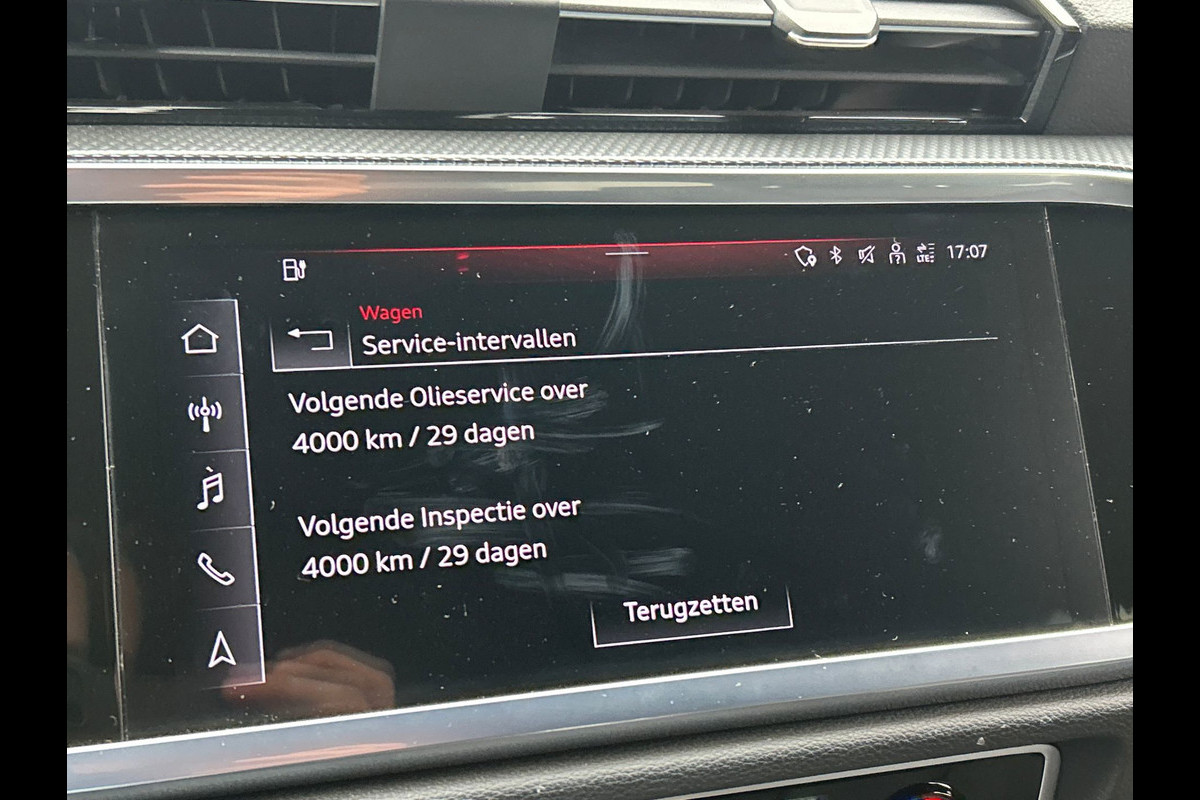 LTE 17:07
Wagen
Service-intervallen
Volgende Olieservice over
4000 km / 29 dagen
Volgende Inspectie over
4000 km / 29 dagen
Terugzetten